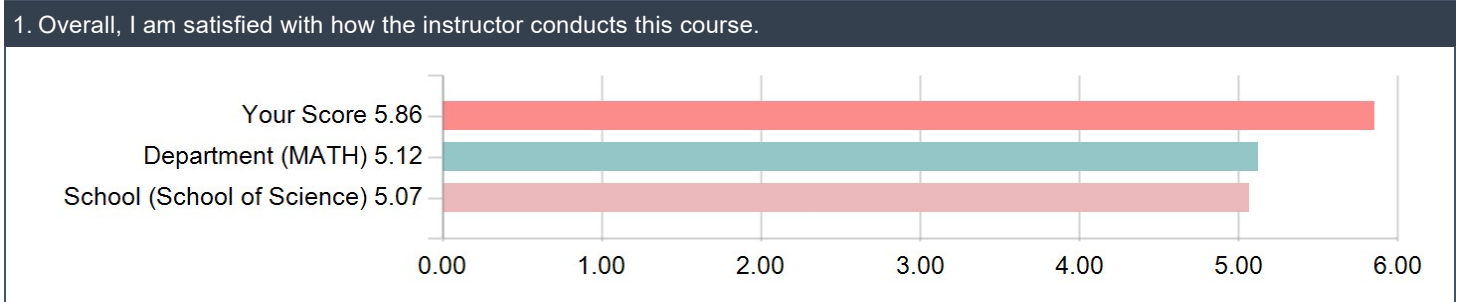 1. Overall, I am satisfied with how the instructor conducts this course.
Your Score 5.86
Department (MATH) 5.12
School (School of Science) 5.07
0.00 1.00 2.00 3.00 4.00 5.00 6.00